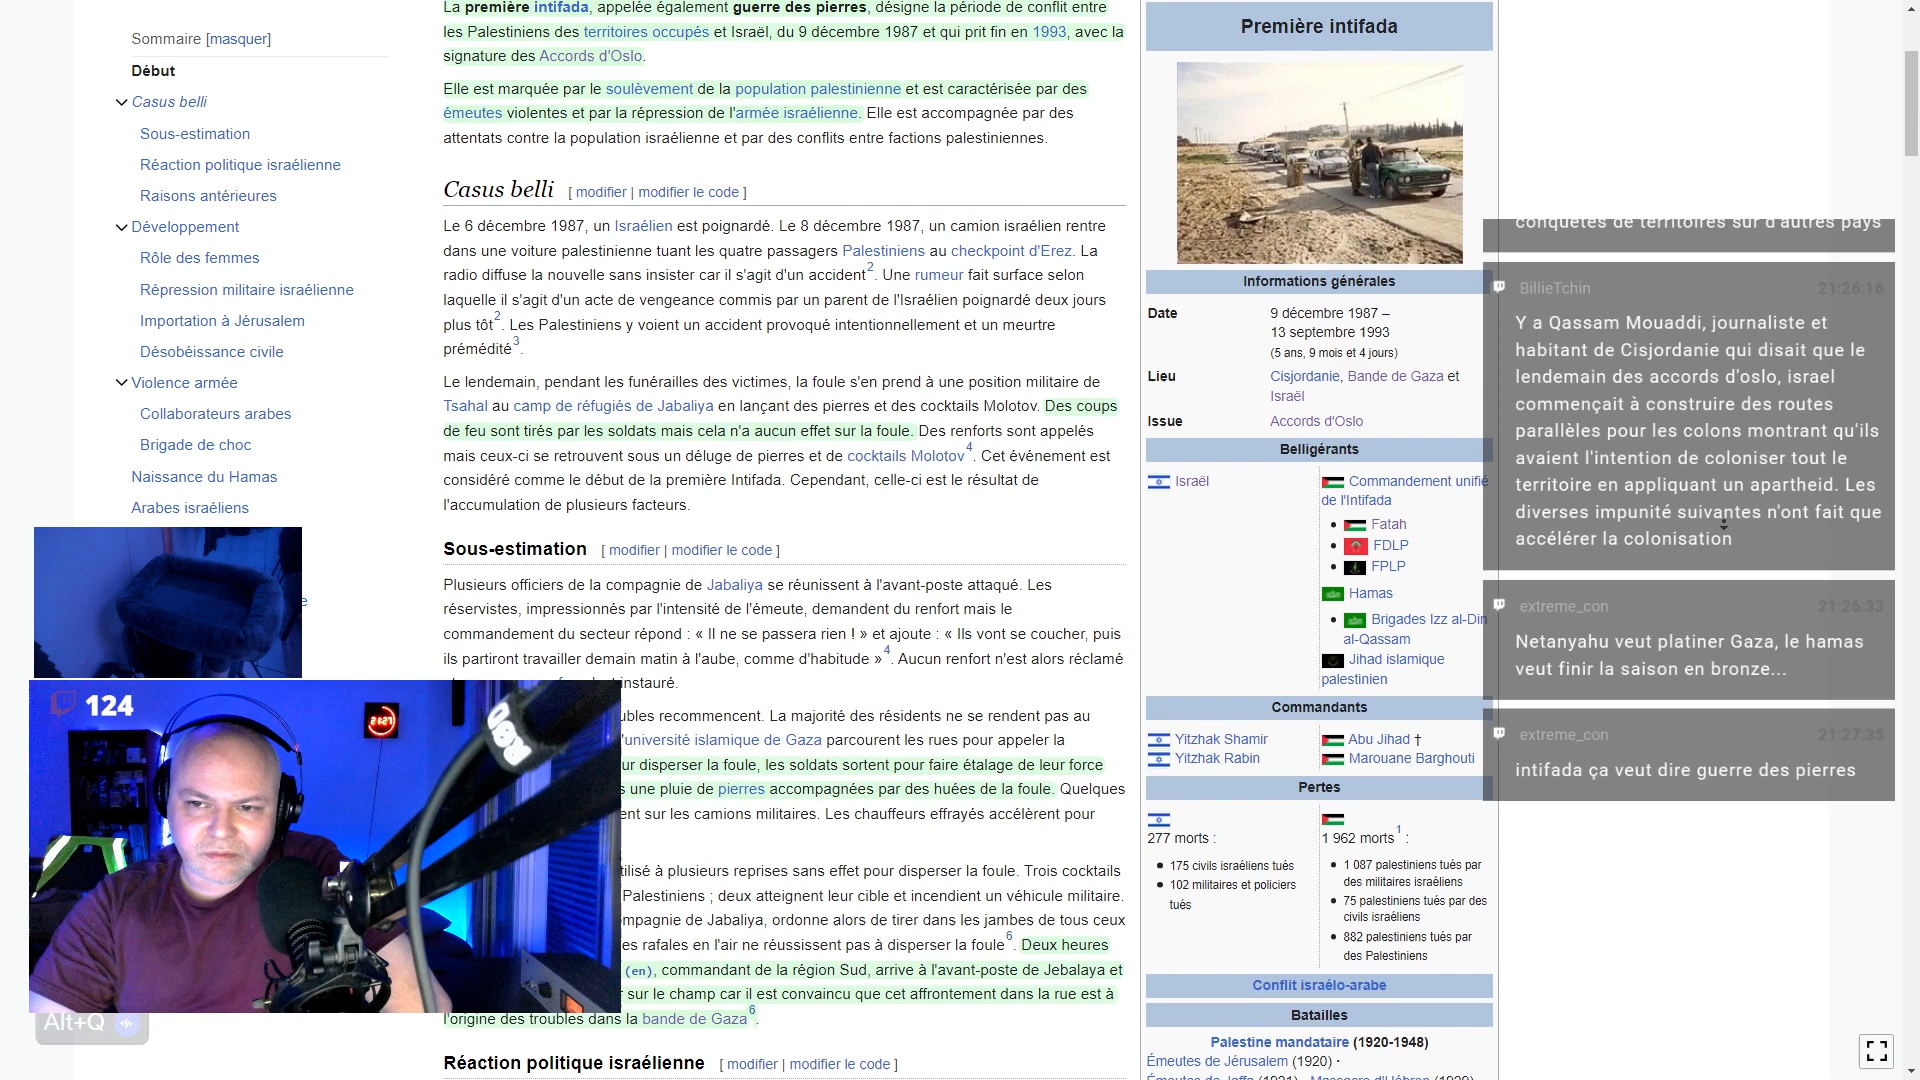 Sommaire [masquer]
Début
Casus belli
Sous-estimation
Réaction politique israélienne
Raisons antérieures
Développement
Rôle des femmes
Répression militaire israélienne
Importation à Jérusalem
Désobéissance civile
Violence armée
Collaborateurs arabes
Brigade de choc
Naissance du Hamas
Arabes israéliens
e
124
21:27
Alt+Q
La première intifada, appelée également guerre des pierres, désigne la période de conflit entre
les Palestiniens des territoires occupés et Israël, du 9 décembre 1987 et qui prit fin en 1993, avec la
signature des Accords d'Oslo.
Elle est marquée par le soulèvement de la population palestinienne et est caractérisée par des
émeutes violentes et par la répression de l'armée israélienne. Elle est accompagnée par des
attentats contre la population israélienne et par des conflits entre factions palestiniennes.
Casus belli [ modifier | modifier le code ]
Le 6 décembre 1987, un Israélien est poignardé. Le 8 décembre 1987, un camion israélien rentre
dans une voiture palestinienne tuant les quatre passagers Palestiniens au checkpoint d'Erez. La
radio diffuse la nouvelle sans insister car il s'agit d'un accident2. Une rumeur fait surface selon
laquelle il s'agit d'un acte de vengeance commis par un parent de l'Israélien poignardé deux jours
plus tôt2. Les Palestiniens y voient un accident provoqué intentionnellement et un meurtre
prémédité3.
Le lendemain, pendant les funérailles des victimes, la foule s'en prend à une position militaire de
Tsahal au camp de réfugiés de Jabaliya en lançant des pierres et des cocktails Molotov. Des coups
de feu sont tirés par les soldats mais cela n'a aucun effet sur la foule. Des renforts sont appelés
mais ceux-ci se retrouvent sous un déluge de pierres et de cocktails Molotov4. Cet événement est
considéré comme le début de la première Intifada. Cependant, celle-ci est le résultat de
l'accumulation de plusieurs facteurs.
Sous-estimation [ modifier | modifier le code ]
Plusieurs officiers de la compagnie de Jabaliya se réunissent à l'avant-poste attaqué. Les
réservistes, impressionnés par l'intensité de l'émeute, demandent du renfort mais le
commandement du secteur répond : « Il ne se passera rien ! » et ajoute : « Ils vont se coucher, puis
ils partiront travailler demain matin à l'aube, comme d'habitude »4. Aucun renfort n'est alors réclamé
instauré.
ubles recommencent. La majorité des résidents ne se rendent pas au
l'université islamique de Gaza parcourent les rues pour appeler la
ur disperser la foule, les soldats sortent pour faire étalage de leur force
s une pluie de pierres accompagnées par des huées de la foule. Quelques
ent sur les camions militaires. Les chauffeurs effrayés accélèrent pour
tilisé à plusieurs reprises sans effet pour disperser la foule. Trois cocktails
Palestiniens ; deux atteignent leur cible et incendient un véhicule militaire.
mpagnie de Jabaliya, ordonne alors de tirer dans les jambes de tous ceux
es rafales en l'air ne réussissent pas à disperser la foule6. Deux heures
(en), commandant de la région Sud, arrive à l'avant-poste de Jebalaya et
sur le champ car il est convaincu que cet affrontement dans la rue est à
l'origine des troubles dans la bande de Gaza6.
Réaction politique israélienne [ modifier | modifier le code ]
Première intifada
Informations générales
Date 9 décembre 1987 –
13 septembre 1993
(5 ans, 9 mois et 4 jours)
Lieu Cisjordanie, Bande de Gaza et
Israël
Issue Accords d'Oslo
Belligérants
Israël
Commandement unifié
de l'Intifada
Fatah
FDLP
FPLP
Hamas
Brigades Izz al-Din
al-Qassam
Jihad islamique
palestinien
Commandants
Yitzhak Shamir
Yitzhak Rabin
Abu Jihad †
Marouane Barghouti
Pertes
277 morts :
175 civils israéliens tués
102 militaires et policiers
tués
1 962 morts1 :
1 087 palestiniens tués par
des militaires israéliens
75 palestiniens tués par des
civils israéliens
882 palestiniens tués par
des Palestiniens
Conflit israélo-arabe
Batailles
Palestine mandataire (1920-1948)
Émeutes de Jérusalem (1920) ·
Émeutes de Jaffa (1921) · Massacre d'Hébron (1929)
conquêtes de territoires sur d'autres pays
BillieTchin 21:26:16
Y a Qassam Mouaddi, journaliste et
habitant de Cisjordanie qui disait que le
lendemain des accords d'oslo, israel
commençait à construire des routes
parallèles pour les colons montrant qu'ils
avaient l'intention de coloniser tout le
territoire en appliquant un apartheid. Les
diverses impunité suivantes n'ont fait que
accélérer la colonisation
extreme_con 21:26:33
Netanyahu veut platiner Gaza, le hamas
veut finir la saison en bronze...
extreme_con 21:27:35
intifada ça veut dire guerre des pierres